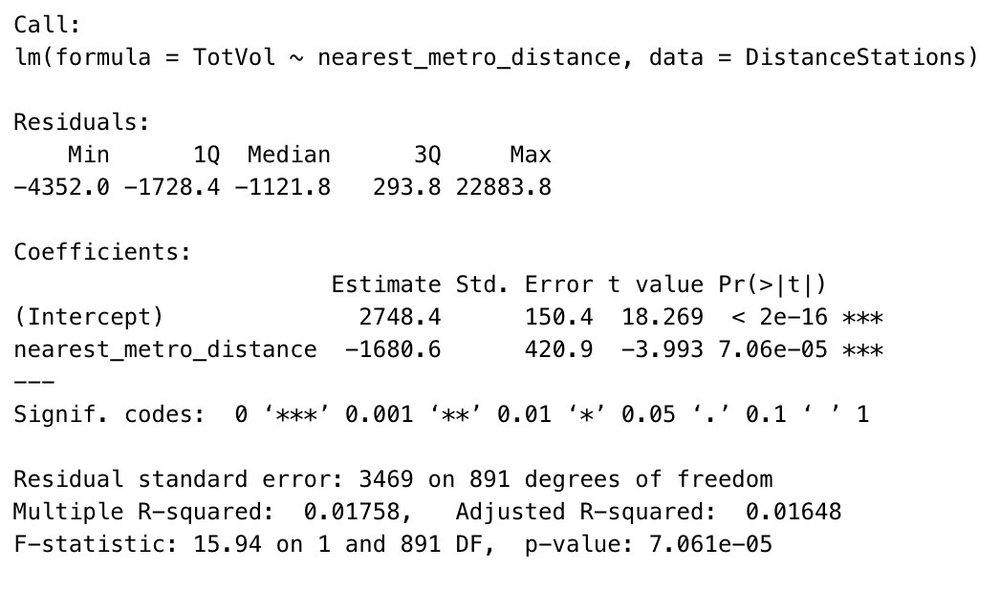 Call:
lm(formula = TotVol ~ nearest_metro_distance, data = DistanceStations)
Residuals:
    Min      1Q  Median      3Q     Max
−4352.0 −1728.4 −1121.8   293.8 22883.8
Coefficients:
                       Estimate Std. Error t value Pr(>|t|)
(Intercept)              2748.4      150.4  18.269  < 2e−16 ***
nearest_metro_distance  −1680.6      420.9  −3.993 7.06e−05 ***
−−−
Signif. codes:  0 ‘***’ 0.001 ‘**’ 0.01 ‘*’ 0.05 ‘.’ 0.1 ‘ ’ 1
Residual standard error: 3469 on 891 degrees of freedom
Multiple R−squared:  0.01758,	Adjusted R−squared:  0.01648
F−statistic: 15.94 on 1 and 891 DF,  p−value: 7.061e−05